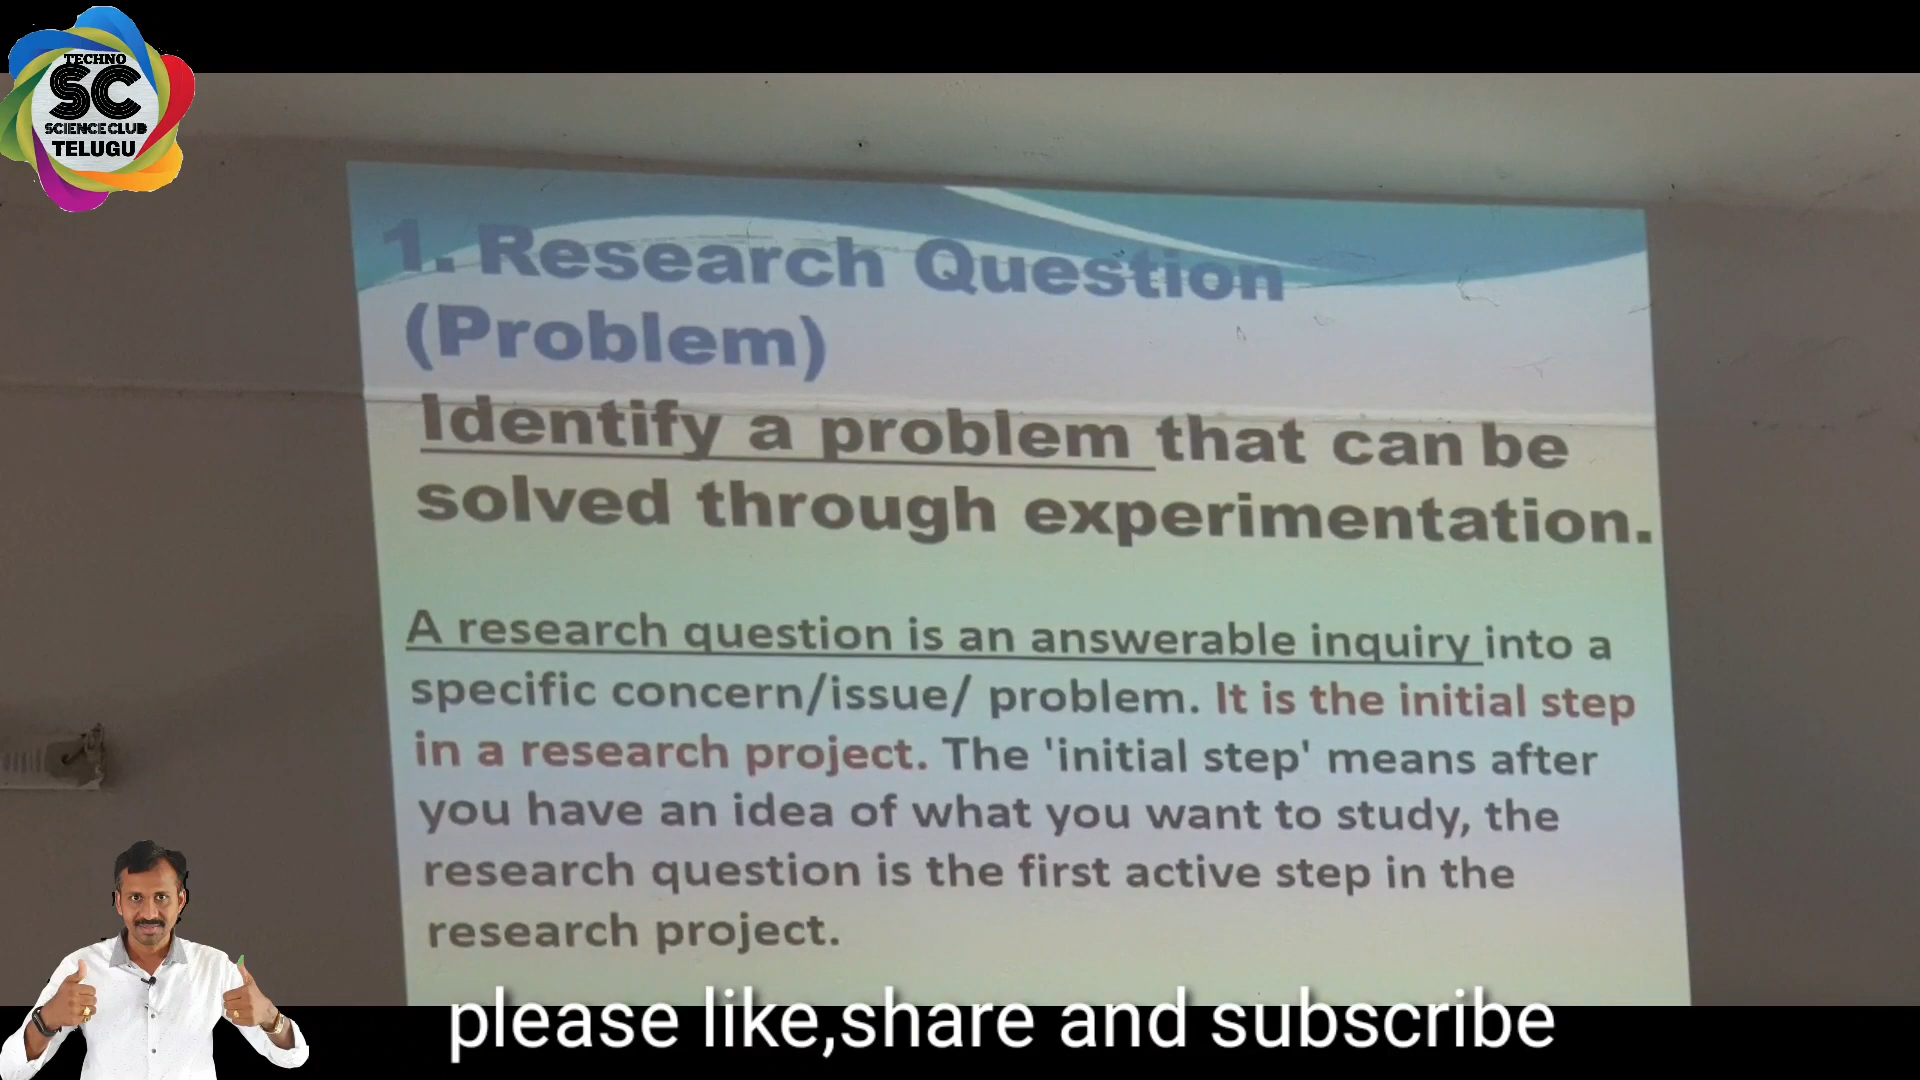 TECHNO
SC
SCIENCE CLUB
TELUGU
1. Research Question
(Problem)
Identify a problem that can be
solved through experimentation.
A research question is an answerable inquiry into a
specific concern/issue/ problem. It is the initial step
in a research project. The 'initial step' means after
you have an idea of what you want to study, the
research question is the first active step in the
research project.
please like,share and subscribe